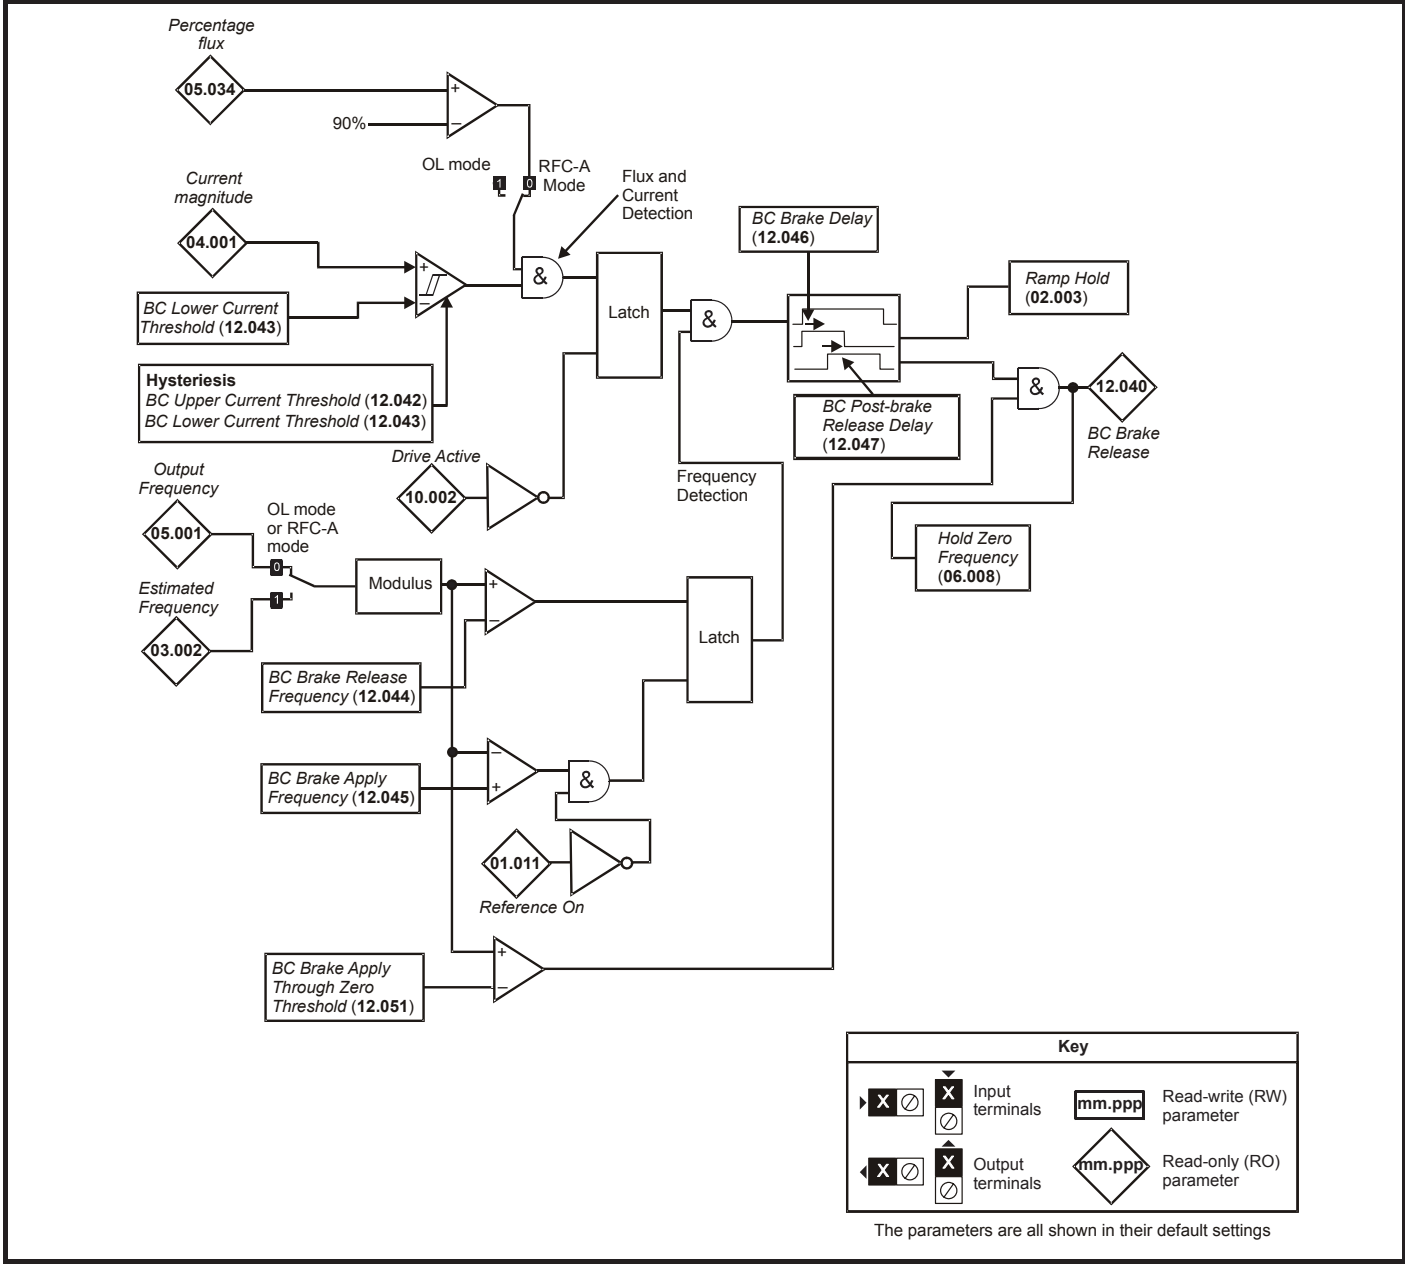 Percentage
flux
05.034
+
90%
–
OL mode
1
0
RFC-A
Mode
Flux and
Current
Detection
Current
magnitude
04.001
+
–
&
BC Lower Current
Threshold (12.043)
Hysteriesis
BC Upper Current Threshold (12.042)
BC Lower Current Threshold (12.043)
Latch
&
BC Brake Delay
(12.046)
Ramp Hold
(02.003)
BC Post-brake
Release Delay
(12.047)
&
12.040
BC Brake
Release
Drive Active
10.002
Frequency
Detection
Hold Zero
Frequency
(06.008)
Output
Frequency
05.001
OL mode
or RFC-A
mode
0
1
Estimated
Frequency
03.002
Modulus
+
–
Latch
BC Brake Release
Frequency (12.044)
–
+
&
BC Brake Apply
Frequency (12.045)
01.011
Reference On
+
–
BC Brake Apply
Through Zero
Threshold (12.051)
Key
X
X
Input
terminals
mm.ppp
Read-write (RW)
parameter
X
X
Output
terminals
mm.ppp
Read-only (RO)
parameter
The parameters are all shown in their default settings